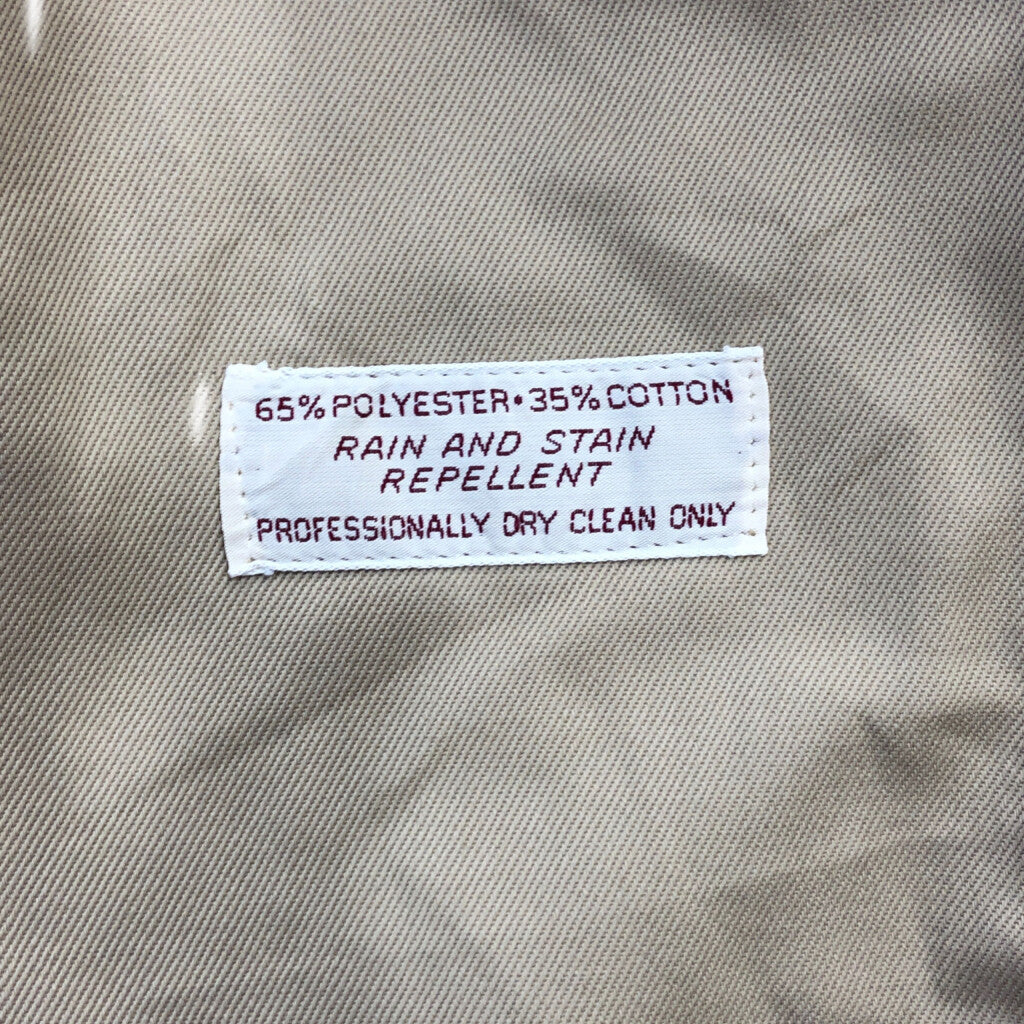 65% POLYESTER • 35% COTTON
RAIN AND STAIN
REPELLENT
PROFESSIONALLY DRY CLEAN ONLY